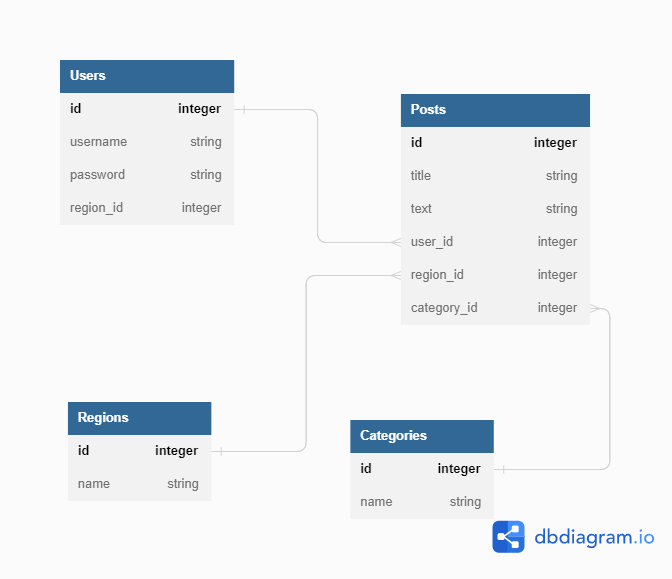 Users
id integer
username string
password string
region_id integer
Posts
id integer
title string
text string
user_id integer
region_id integer
category_id integer
Regions
id integer
name string
Categories
id integer
name string
dbdiagram.io